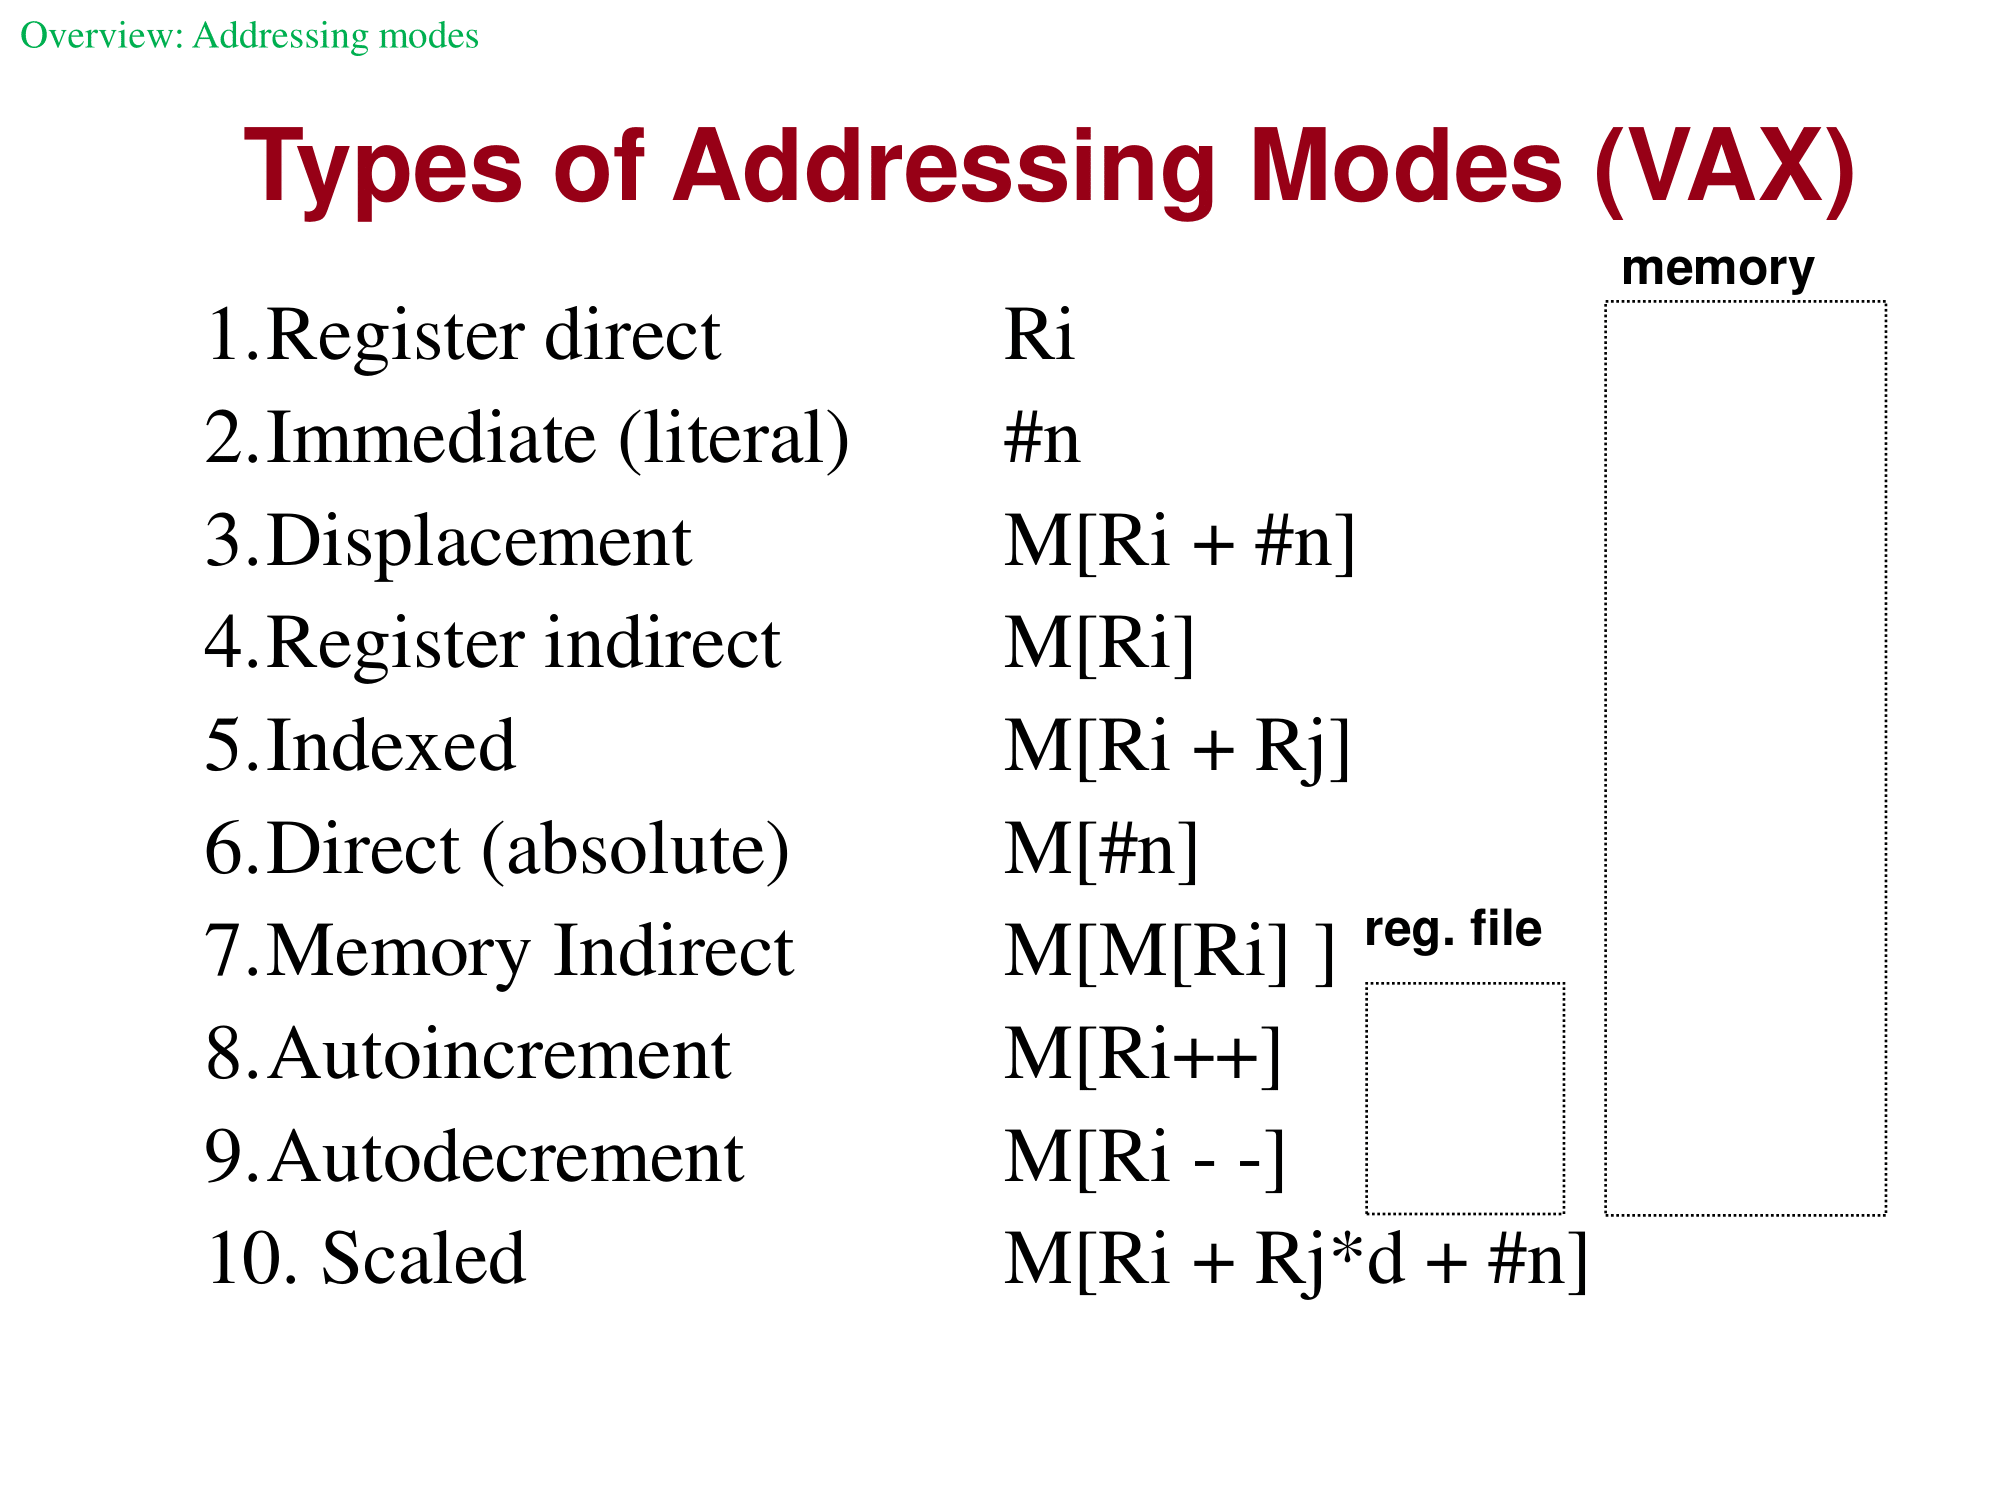 Overview: Addressing modes
Types of Addressing Modes (VAX)
memory
1. Register direct Ri
2. Immediate (literal) #n
3. Displacement M[Ri + #n]
4. Register indirect M[Ri]
5. Indexed M[Ri + Rj]
6. Direct (absolute) M[#n]
7. Memory Indirect M[M[Ri] ] reg. file
8. Autoincrement M[Ri++]
9. Autodecrement M[Ri - -]
10. Scaled M[Ri + Rj*d + #n]